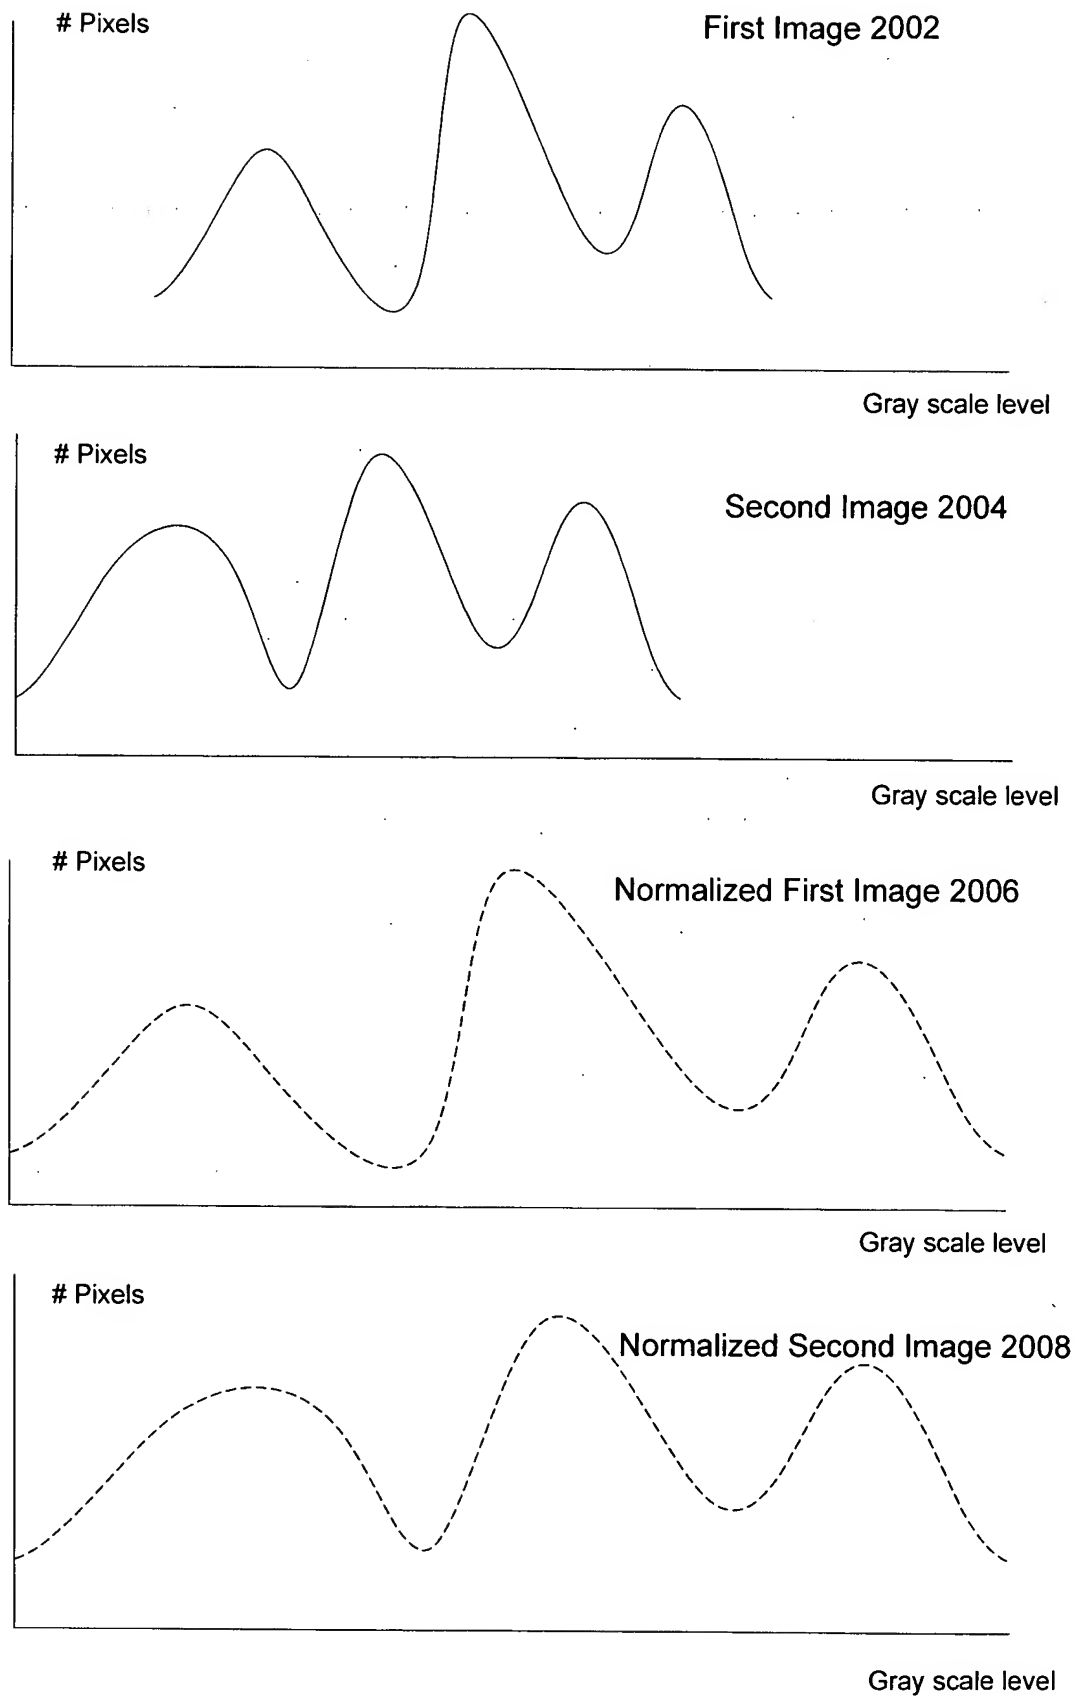 # Pixels
First Image 2002
Gray scale level
# Pixels
Second Image 2004
Gray scale level
# Pixels
Normalized First Image 2006
Gray scale level
# Pixels
Normalized Second Image 2008
Gray scale level